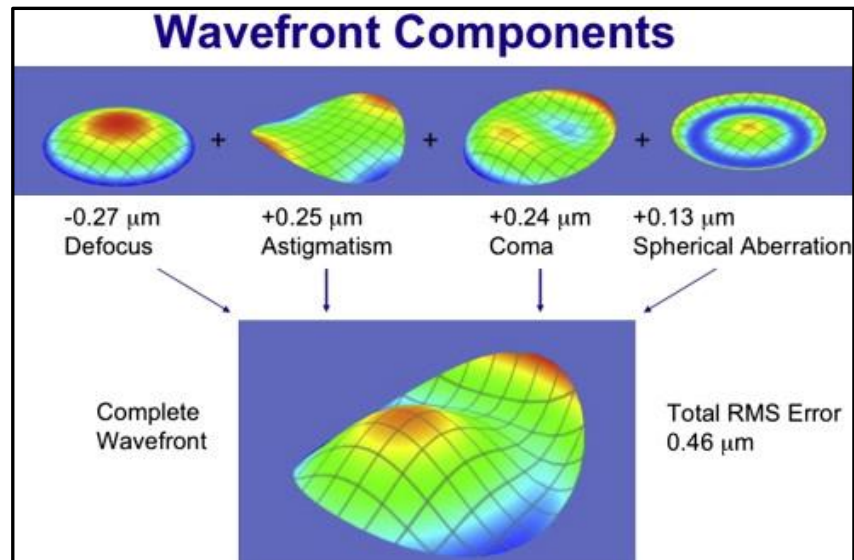 Wavefront Components
+ + +
-0.27 μm
Defocus
+0.25 μm
Astigmatism
+0.24 μm
Coma
+0.13 μm
Spherical Aberration
Complete
Wavefront
Total RMS Error
0.46 μm